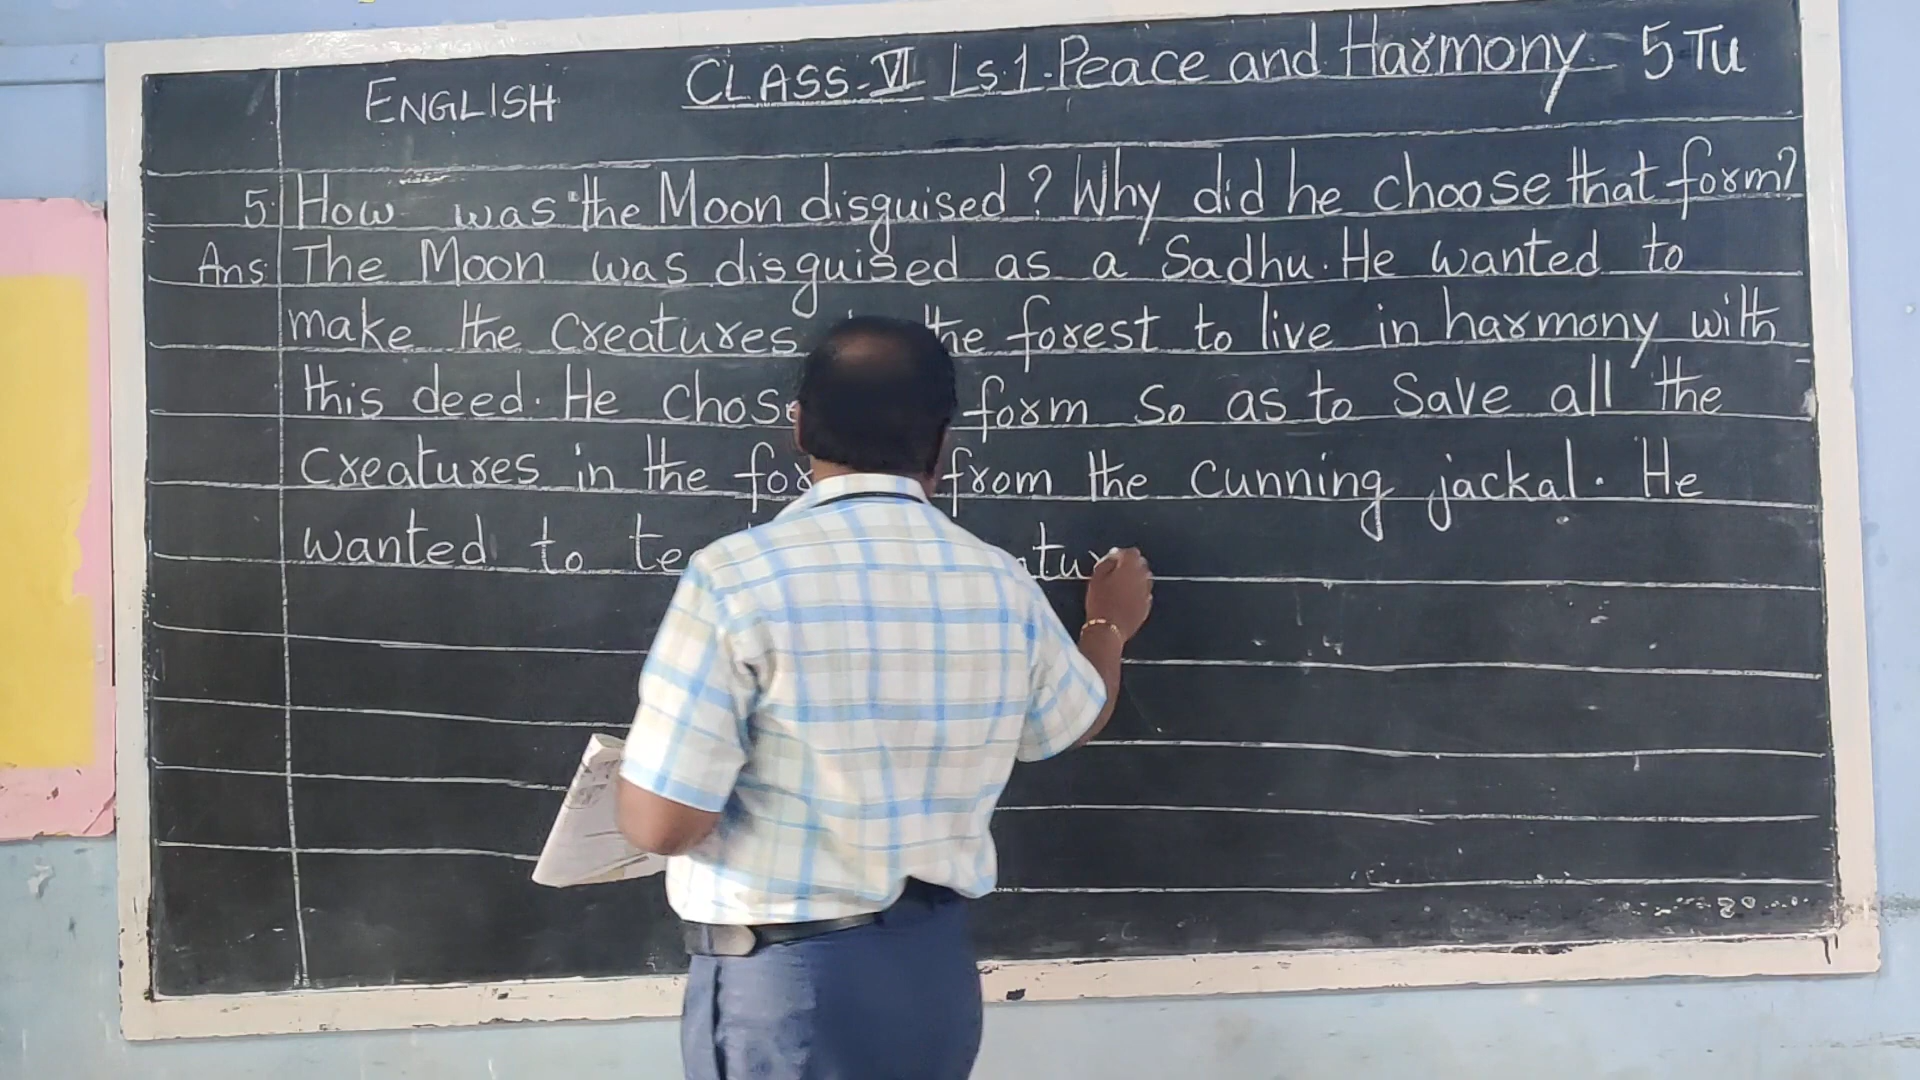 ENGLISH CLASS-VI Ls.1.Peace and Harmony 5 Tu
5. How was the Moon disguised? Why did he choose that form?
Ans: The Moon was disguised as a Sadhu. He wanted to
make the creatures the forest to live in harmony with
this deed. He chose form so as to save all the
creatures in the from the cunning jackal. He
wanted to